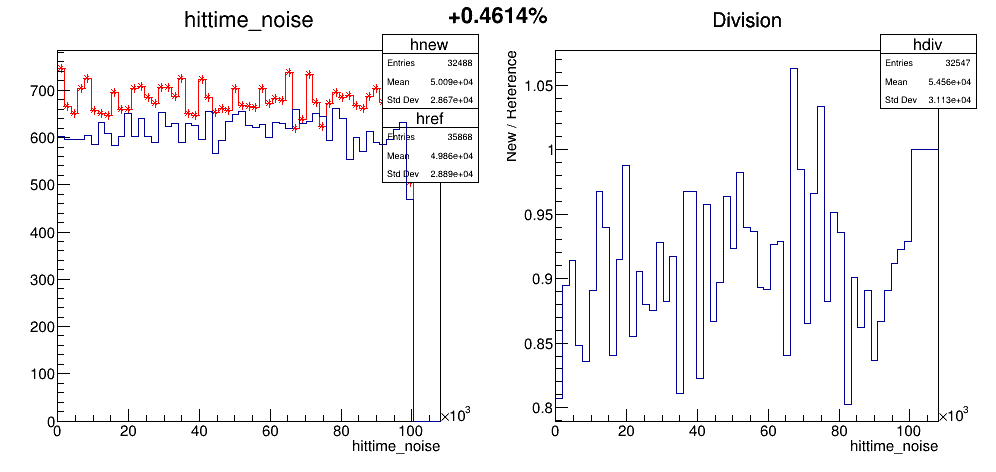 hittime_noise
+0.4614%
Division
hnew
Entries 32488
Mean 5.009e+04
Std Dev 2.867e+04
href
Entries 35868
Mean 4.986e+04
Std Dev 2.889e+04
700
600
500
400
300
200
100
0
0 20 40 60 80 100 ×10³
hittime_noise
hdiv
Entries 32547
Mean 5.456e+04
Std Dev 3.113e+04
New / Reference
1.05
1
0.95
0.9
0.85
0.8
0 20 40 60 80 100 ×10³
hittime_noise